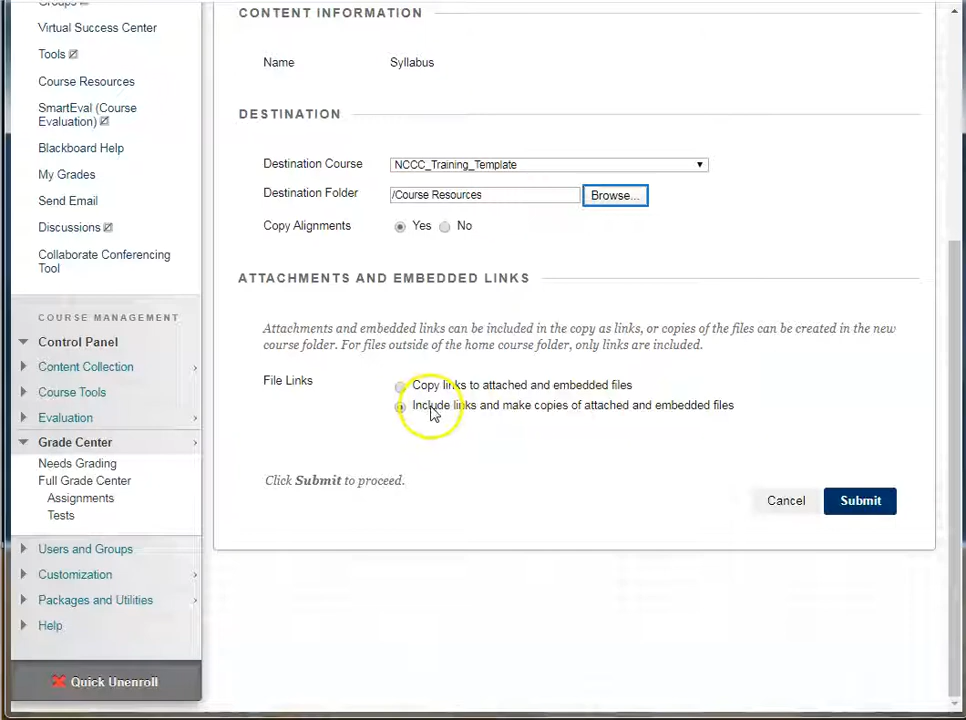 Groups
Virtual Success Center
Tools
Course Resources
SmartEval (Course
Evaluation)
Blackboard Help
My Grades
Send Email
Discussions
Collaborate Conferencing
Tool
COURSE MANAGEMENT
Control Panel
Content Collection
Course Tools
Evaluation
Grade Center
Needs Grading
Full Grade Center
Assignments
Tests
Users and Groups
Customization
Packages and Utilities
Help
Quick Unenroll
CONTENT INFORMATION
Name Syllabus
DESTINATION
Destination Course NCCC_Training_Template
Destination Folder /Course Resources Browse...
Copy Alignments Yes No
ATTACHMENTS AND EMBEDDED LINKS
Attachments and embedded links can be included in the copy as links, or copies of the files can be created in the new
course folder. For files outside of the home course folder, only links are included.
File Links Copy links to attached and embedded files
Include links and make copies of attached and embedded files
Click Submit to proceed.
Cancel Submit